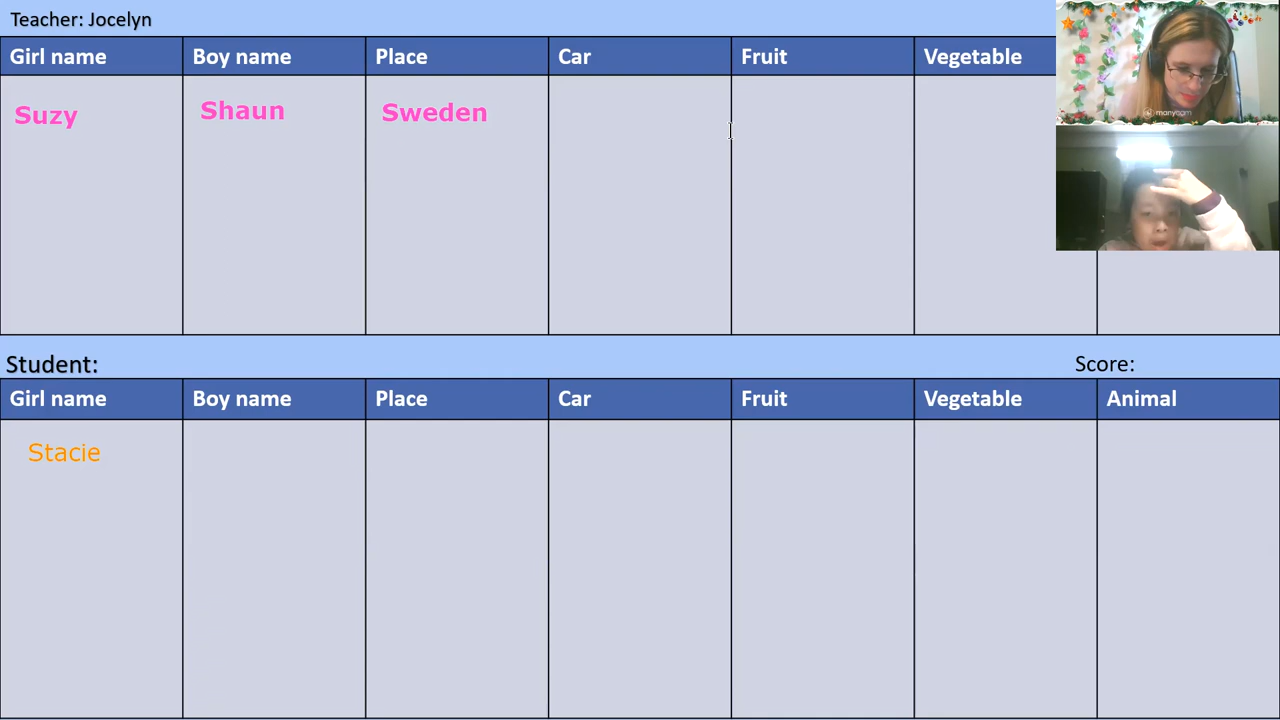 Teacher: Jocelyn
Girl name Boy name Place Car Fruit Vegetable
Suzy Shaun Sweden
manycam
Student: Score:
Girl name Boy name Place Car Fruit Vegetable Animal
Stacie